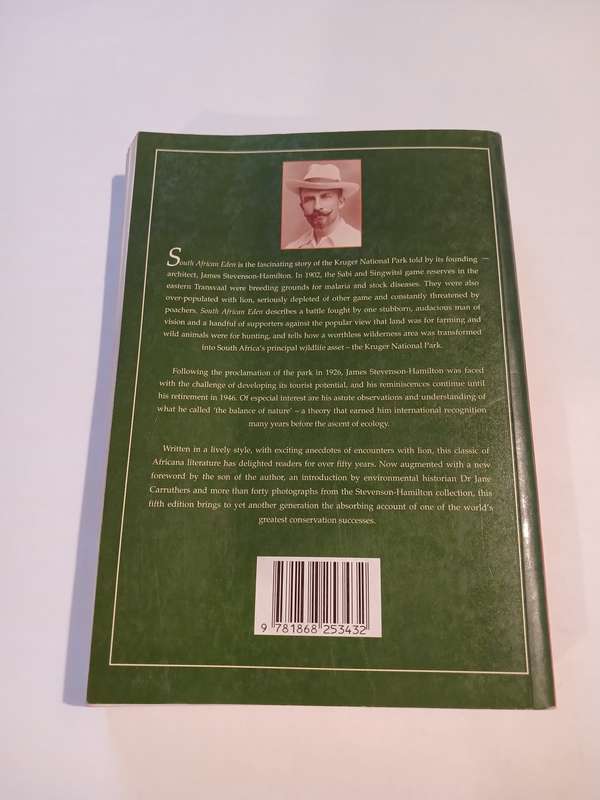 South African Eden is the fascinating story of the Kruger National Park told by its founding
architect, James Stevenson-Hamilton. In 1902, the Sabi and Singwitsi game reserves in the
eastern Transvaal were breeding grounds for malaria and stock diseases. They were also
over-populated with lion, seriously depleted of other game and constantly threatened by
poachers. South African Eden describes a battle fought by one stubborn, audacious man of
vision and a handful of supporters against the popular view that land was for farming and
wild animals were for hunting, and tells how a worthless wilderness area was transformed
into South Africa's principal wildlife asset – the Kruger National Park.
Following the proclamation of the park in 1926, James Stevenson-Hamilton was faced
with the challenge of developing its tourist potential, and his reminiscences continue until
his retirement in 1946. Of especial interest are his astute observations and understanding of
what he called 'the balance of nature' – a theory that earned him international recognition
many years before the ascent of ecology.
Written in a lively style, with exciting anecdotes of encounters with lion, this classic of
Africana literature has delighted readers for over fifty years. Now augmented with a new
foreword by the son of the author, an introduction by environmental historian Dr Jane
Carruthers and more than forty photographs from the Stevenson-Hamilton collection, this
fifth edition brings to yet another generation the absorbing account of one of the world's
greatest conservation successes.
9 781868 253432